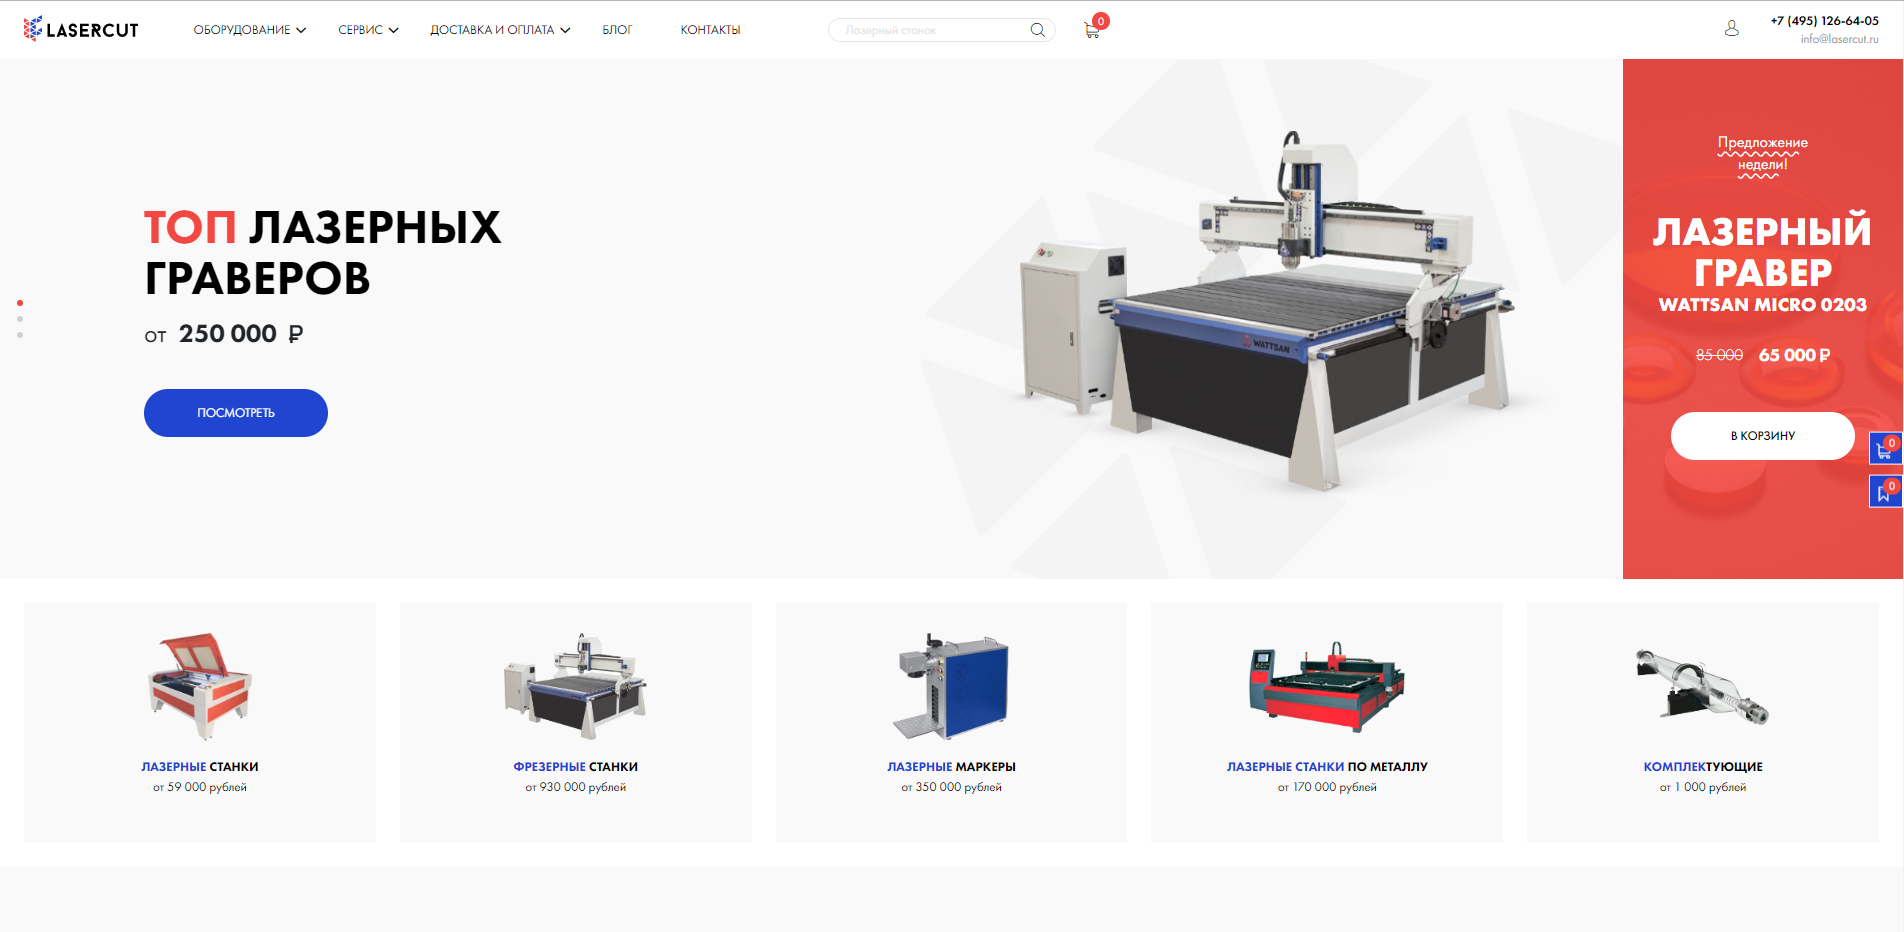 LASERCUT
ОБОРУДОВАНИЕ
СЕРВИС
ДОСТАВКА И ОПЛАТА
БЛОГ
КОНТАКТЫ
Лазерный станок
0
+7 (495) 126-64-05
info@lasercut.ru
ТОП ЛАЗЕРНЫХ
ГРАВЕРОВ
от 250 000 ₽
ПОСМОТРЕТЬ
WATTSAN
Предложение
недели!
ЛАЗЕРНЫЙ
ГРАВЕР
WATTSAN MICRO 0203
85 000 65 000 ₽
В КОРЗИНУ
0
0
ЛАЗЕРНЫЕ СТАНКИ
от 59 000 рублей
ФРЕЗЕРНЫЕ СТАНКИ
от 930 000 рублей
ЛАЗЕРНЫЕ МАРКЕРЫ
от 350 000 рублей
ЛАЗЕРНЫЕ СТАНКИ ПО МЕТАЛЛУ
от 170 000 рублей
КОМПЛЕКТУЮЩИЕ
от 1 000 рублей